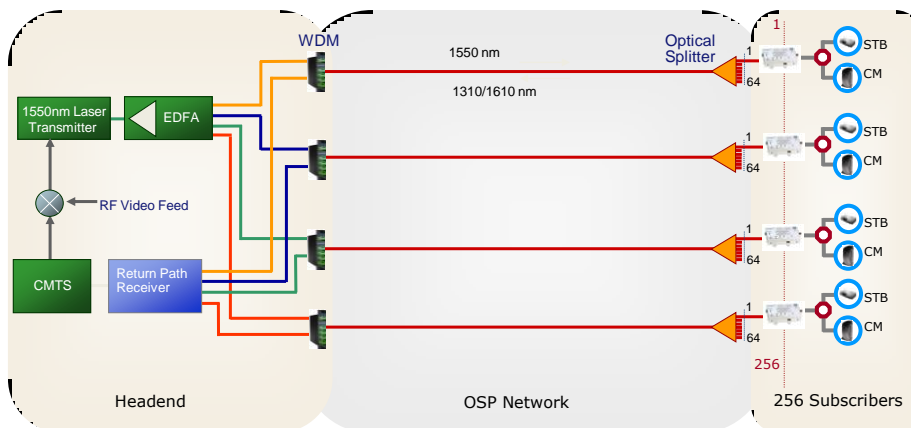 WDM
1550 nm
1310/1610 nm
Optical
Splitter
1
1
64
STB
CM
1550nm Laser
Transmitter
EDFA
1
64
STB
CM
RF Video Feed
CMTS
Return Path
Receiver
1
64
STB
CM
1
64
STB
CM
256
Headend
OSP Network
256 Subscribers